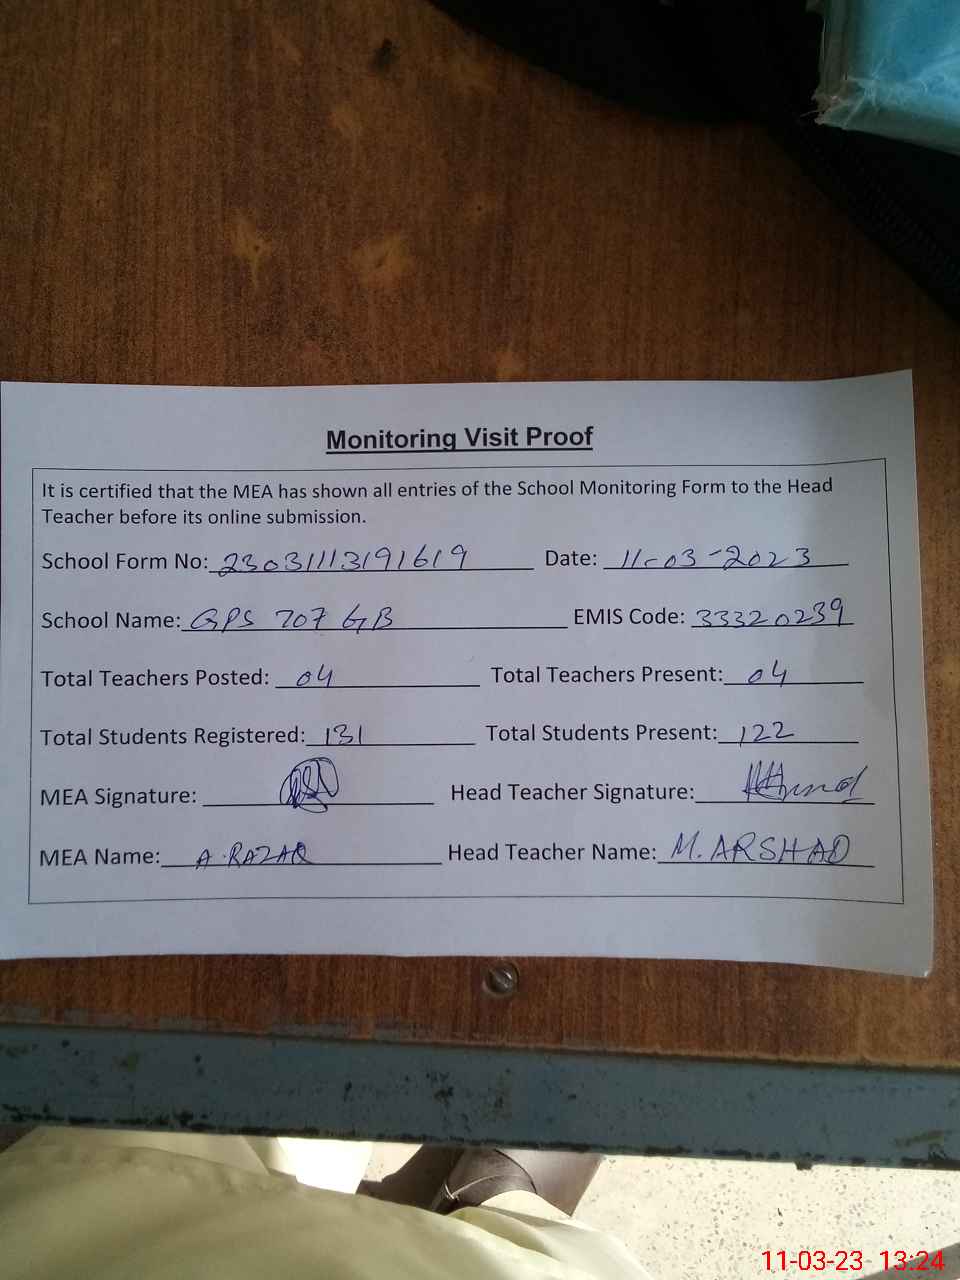 Monitoring Visit Proof
It is certified that the MEA has shown all entries of the School Monitoring Form to the Head
Teacher before its online submission.
School Form No: 23031113191619 Date: 11-03-2023
School Name: GPS 707 GB EMIS Code: 33320239
Total Teachers Posted: 04 Total Teachers Present: 04
Total Students Registered: 131 Total Students Present: 122
MEA Signature: Head Teacher Signature:
MEA Name: A. RAZAQ Head Teacher Name: M. ARSHAD
11-03-23- 13:24